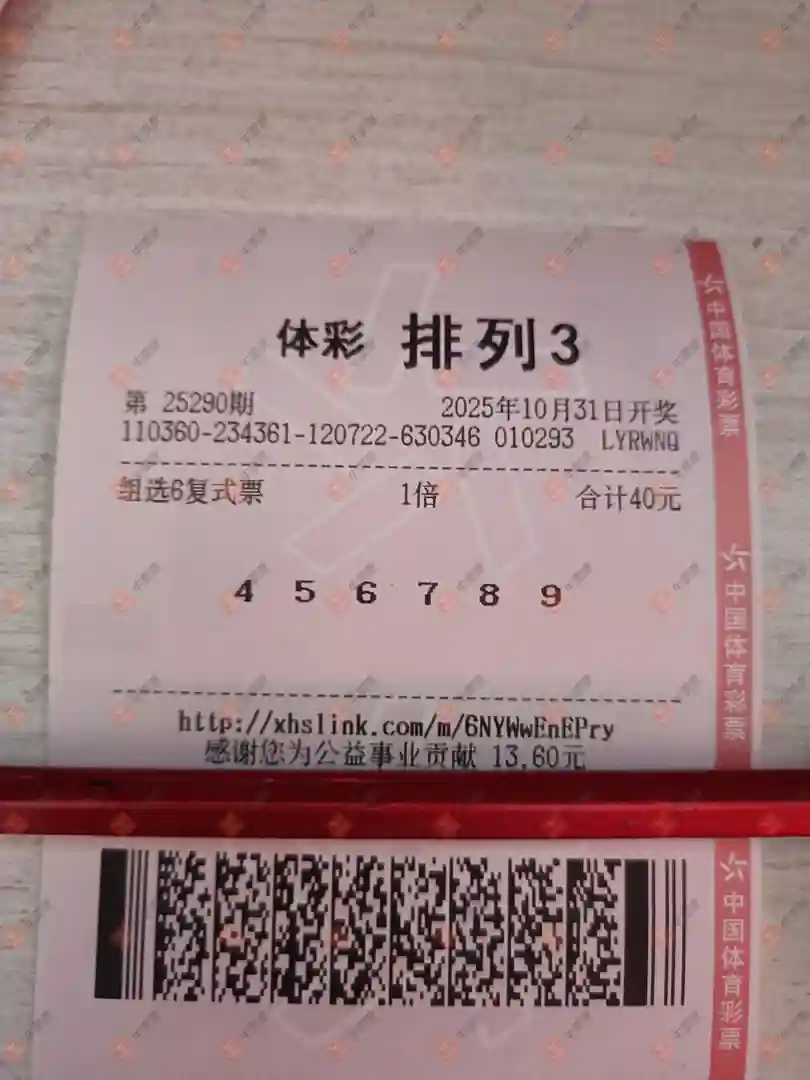 体彩 排列3
第 25290期 2025年10月31日开奖
110360-234361-120722-630346 010293 LYRWNQ
组选6复式票 1倍 合计40元
4 5 6 7 8 9
http://xhslink.com/m/6NYWwEnEPry
感谢您为公益事业贡献 13.60元
中国体育彩票
中国体育彩票
中国体育彩票